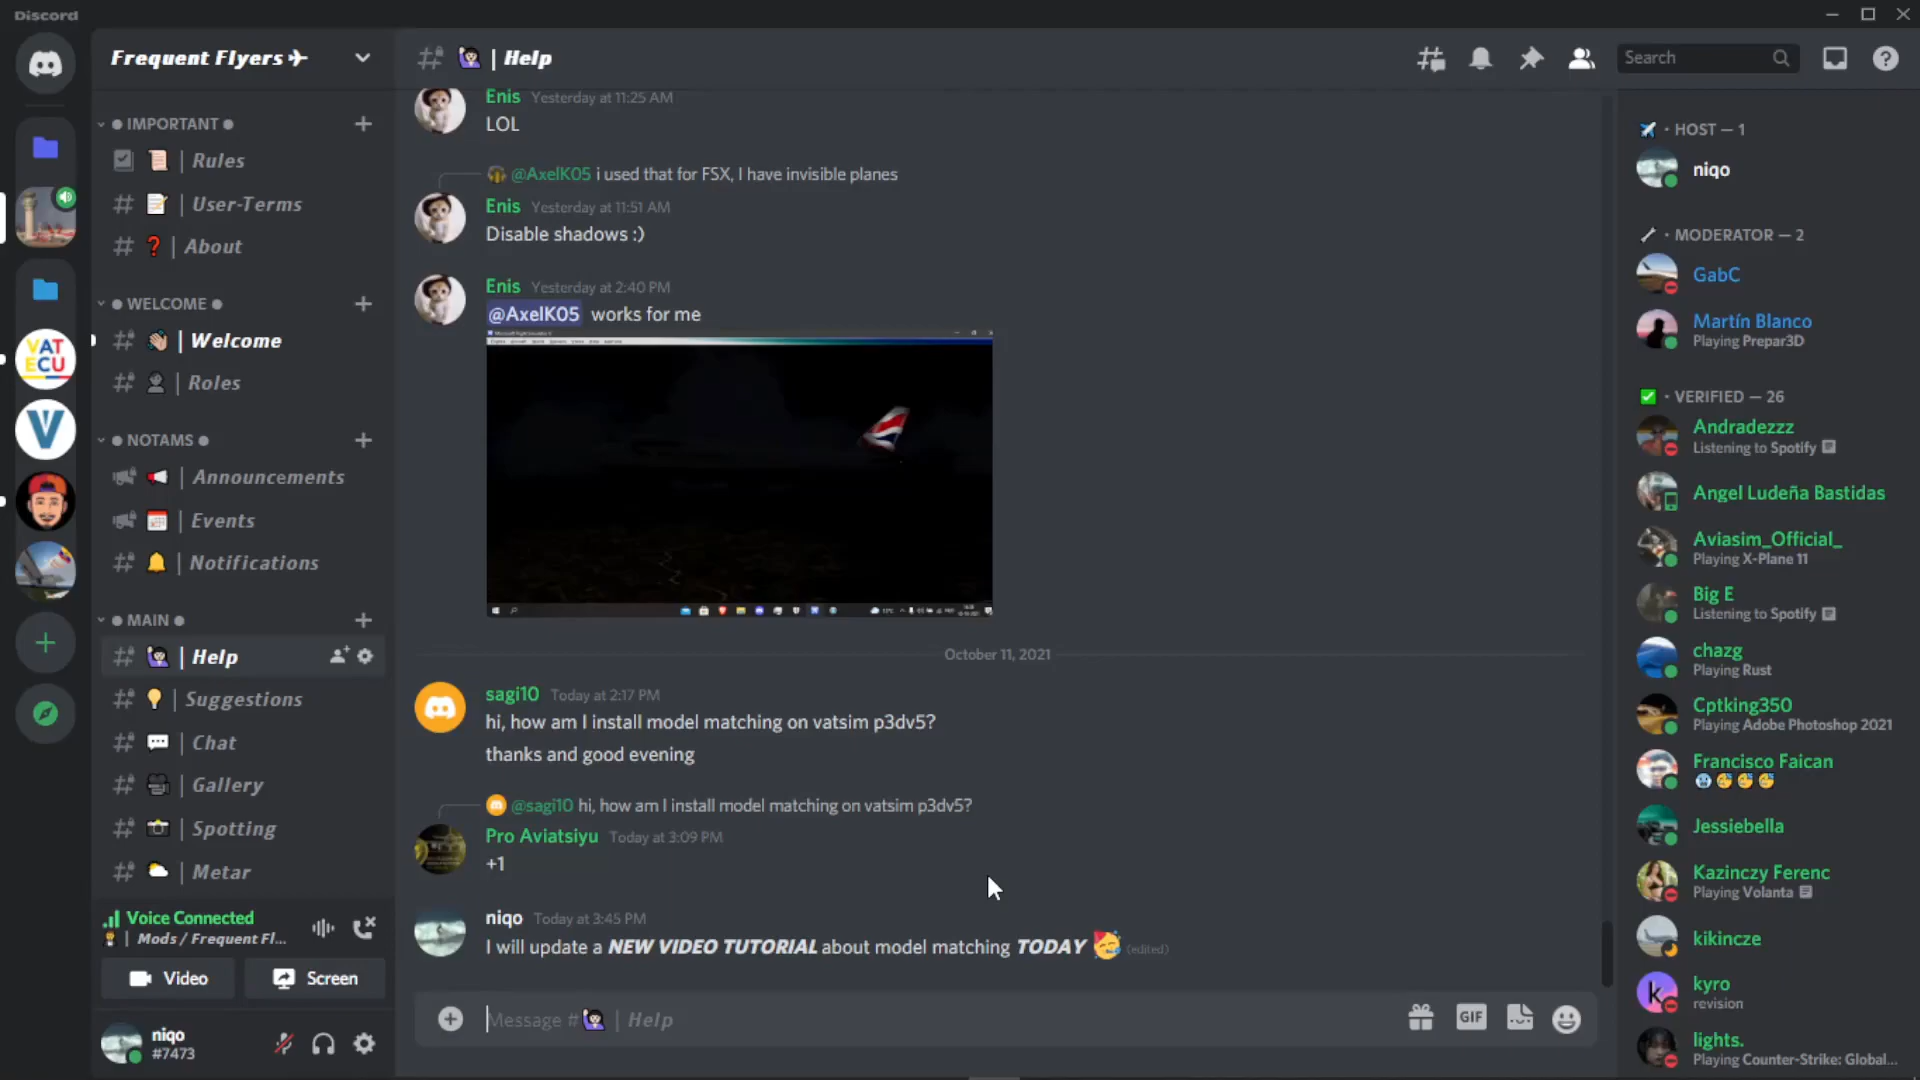 Discord
Frequent Flyers ✈
● IMPORTANT ●
| Rules
| User-Terms
| About
● WELCOME ●
| Welcome
| Roles
● NOTAMS ●
| Announcements
| Events
| Notifications
● MAIN ●
| Help
| Suggestions
| Chat
| Gallery
| Spotting
| Metar
Voice Connected
| Mods / Frequent Fl...
Video
Screen
niqo
#7473
VAT
ECU
V
| Help
Search
Enis Yesterday at 11:25 AM
LOL
@AxelK05 i used that for FSX, I have invisible planes
Enis Yesterday at 11:51 AM
Disable shadows :)
Enis Yesterday at 2:40 PM
@AxelK05 works for me
October 11, 2021
sagi10 Today at 2:17 PM
hi, how am I install model matching on vatsim p3dv5?
thanks and good evening
@sagi10 hi, how am I install model matching on vatsim p3dv5?
Pro Aviatsiyu Today at 3:09 PM
+1
niqo Today at 3:45 PM
I will update a NEW VIDEO TUTORIAL about model matching TODAY 🥳 (edited)
Message #🙋🏻 | Help
GIF
✈️ • HOST — 1
niqo
• MODERATOR — 2
GabC
Martín Blanco
Playing Prepar3D
✅ • VERIFIED — 26
Andradezzz
Listening to Spotify
Angel Ludeña Bastidas
Aviasim_Official_
Playing X-Plane 11
Big E
Listening to Spotify
chazg
Playing Rust
Cptking350
Playing Adobe Photoshop 2021
Francisco Faican
Jessiebella
Kazinczy Ferenc
Playing Volanta
kikincze
k
kyro
revision
lights.
Playing Counter-Strike: Global...